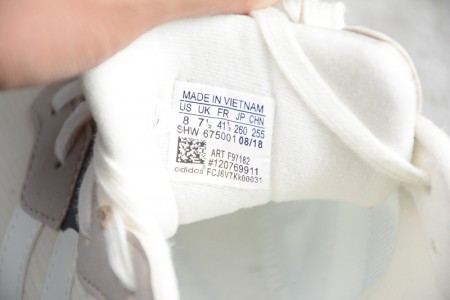 MADE IN VIETNAM
US UK FR JP CHN
8 7½ 41⅓ 260 255
SHW 675001 08/18
ART F97182
#120769911
adidas FCJ6V7Kk00031